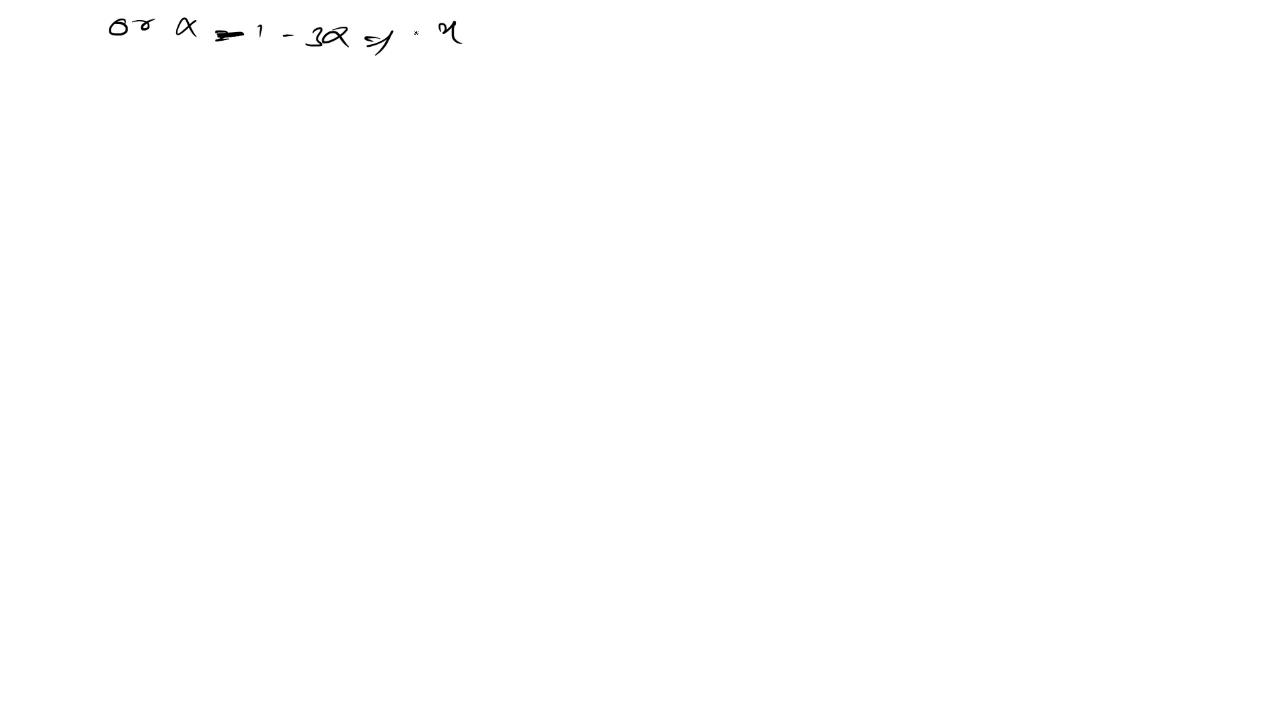 or α = 1 - 3α ⇒ x